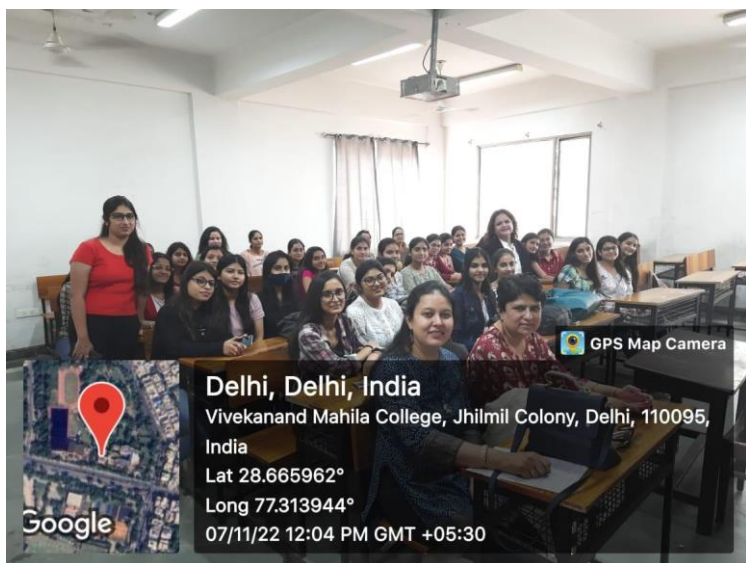 GPS Map Camera
Delhi, Delhi, India
Vivekanand Mahila College, Jhilmil Colony, Delhi, 110095,
India
Lat 28.665962°
Long 77.313944°
07/11/22 12:04 PM GMT +05:30
Google